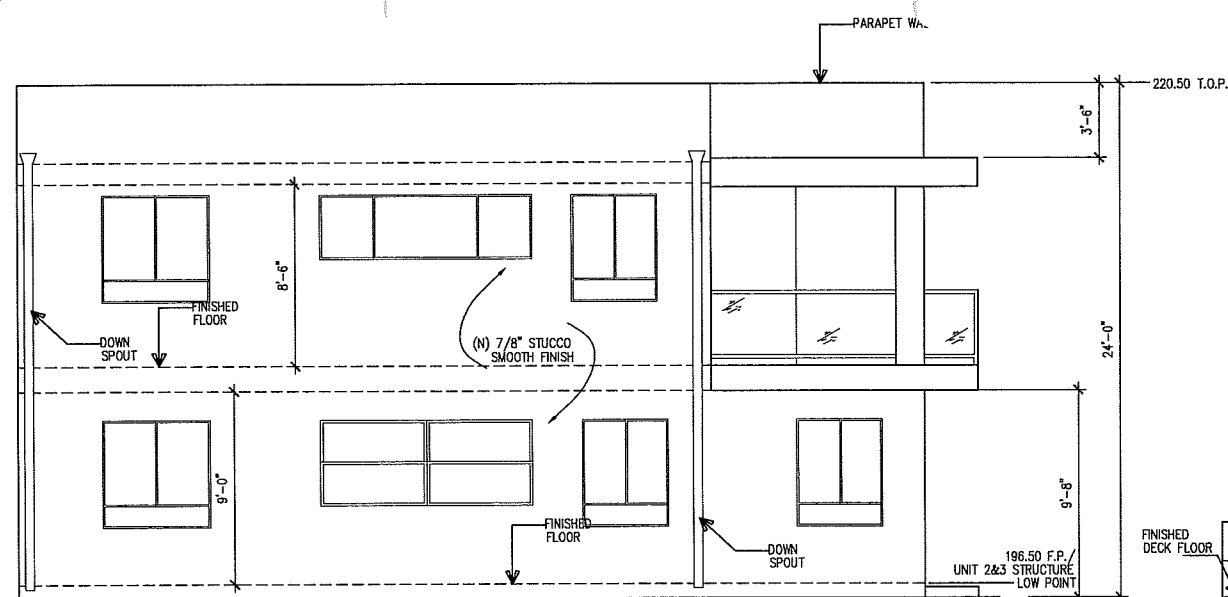 PARAPET
220.50 T.O.P.
3'-6"
8'-6"
FINISHED
FLOOR
DOWN
SPOUT
(N) 7/8" STUCCO
SMOOTH FINISH
24'-0"
9'-0"
9'-8"
FINISHED
FLOOR
DOWN
SPOUT
196.50 F.P./
UNIT 2&3 STRUCTURE
LOW POINT
FINISHED
DECK FLOOR